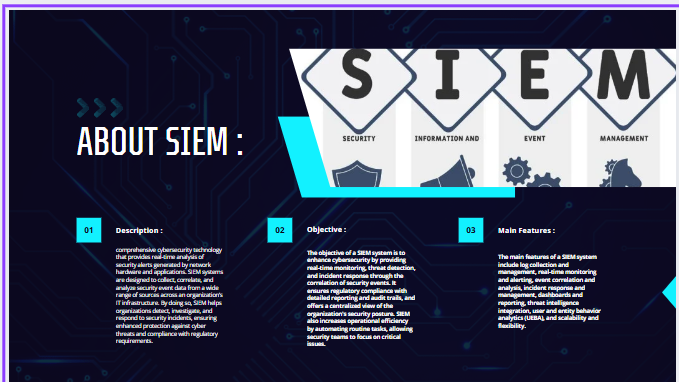 S I E M
SECURITY INFORMATION AND EVENT MANAGEMENT
ABOUT SIEM :
01
Description :
comprehensive cybersecurity technology
that provides real-time analysis of
security alerts generated by network
hardware and applications. SIEM systems
are designed to collect, correlate, and
analyze security event data from a wide
range of sources across an organization's
IT infrastructure. By doing so, SIEM helps
organizations detect, investigate, and
respond to security incidents, ensuring
enhanced protection against cyber
threats and compliance with regulatory
requirements.
02
Objective :
The objective of a SIEM system is to
enhance cybersecurity by providing
real-time monitoring, threat detection,
and incident response through the
correlation of security events. It
ensures regulatory compliance with
detailed reporting and audit trails, and
offers a centralized view of the
organization's security posture. SIEM
also increases operational efficiency
by automating routine tasks, allowing
security teams to focus on critical
issues.
03
Main Features :
The main features of a SIEM system
include log collection and
management, real-time monitoring
and alerting, event correlation and
analysis, incident response and
management, dashboards and
reporting, threat intelligence
integration, user and entity behavior
analytics (UEBA), and scalability and
flexibility.